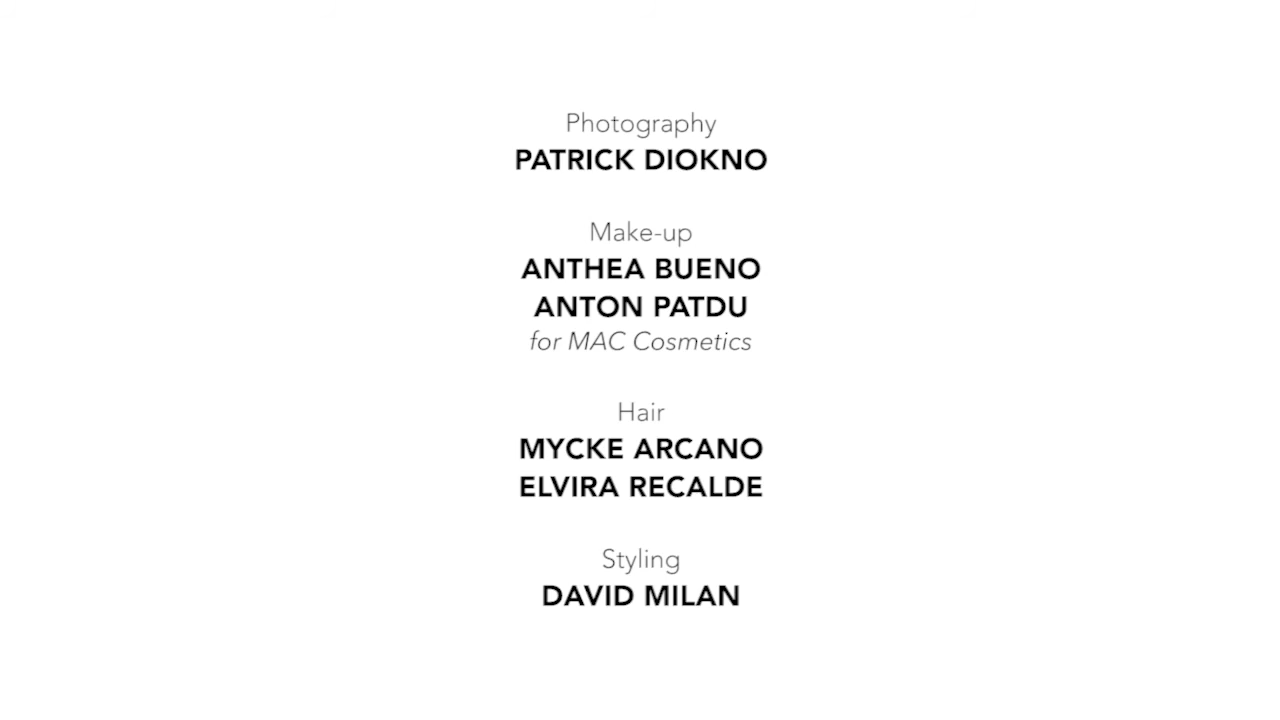 Photography
PATRICK DIOKNO
Make-up
ANTHEA BUENO
ANTON PATDU
for MAC Cosmetics
Hair
MYCKE ARCANO
ELVIRA RECALDE
Styling
DAVID MILAN